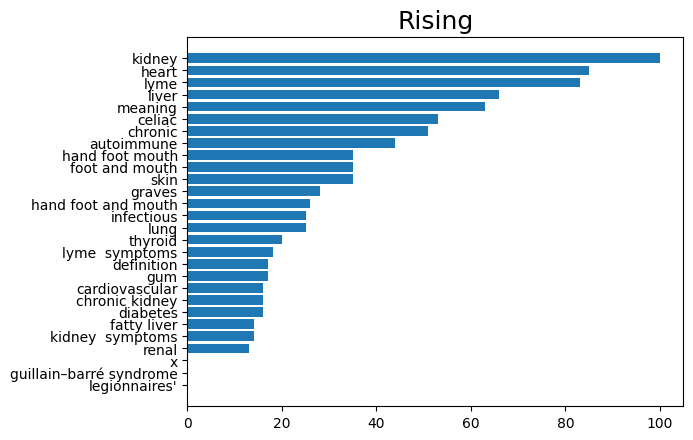 Rising
kidney
heart
lyme
liver
meaning
celiac
chronic
autoimmune
hand foot mouth
foot and mouth
skin
graves
hand foot and mouth
infectious
lung
thyroid
lyme  symptoms
definition
gum
cardiovascular
chronic kidney
diabetes
fatty liver
kidney  symptoms
renal
x
guillain–barré syndrome
legionnaires'
0 20 40 60 80 100